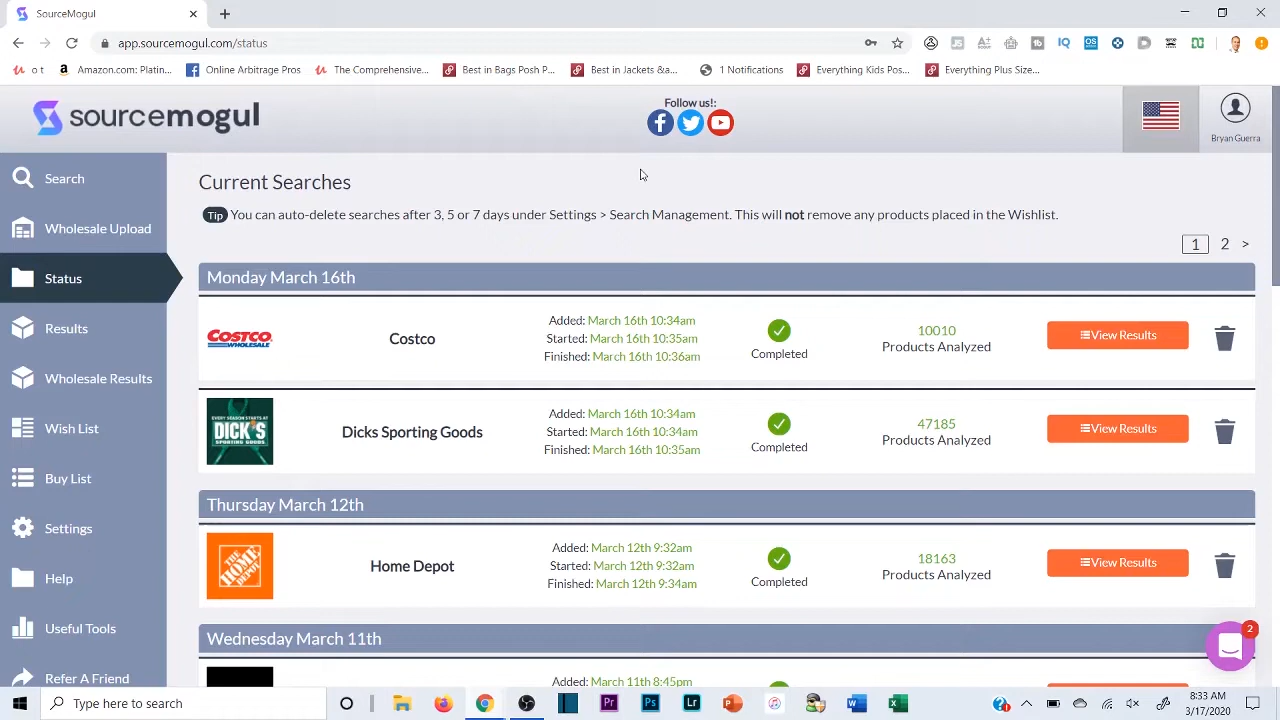 SourceMogul
app.sourcemogul.com/status
o t
Amazon.com: Platin...
Online Arbitrage Pros
The Comprehensive...
Best in Bags Posh P...
Best in Jackets &a...
1 Notifications
Everything Kids Pos...
Everything Plus Size...
sourcemogul
Follow us!:
Bryan Guerra
Search
Wholesale Upload
Status
Results
Wholesale Results
Wish List
Buy List
Settings
Help
Useful Tools
Refer A Friend
Current Searches
Tip You can auto-delete searches after 3, 5 or 7 days under Settings > Search Management. This will not remove any products placed in the Wishlist.
1 2 >
Monday March 16th
COSTCO
WHOLESALE
Costco
Added: March 16th 10:34am
Started: March 16th 10:35am
Finished: March 16th 10:36am
Completed
10010
Products Analyzed
View Results
EVERY SEASON STARTS AT
DICK'S
SPORTING GOODS
Dicks Sporting Goods
Added: March 16th 10:34am
Started: March 16th 10:34am
Finished: March 16th 10:35am
Completed
47185
Products Analyzed
View Results
Thursday March 12th
THE
HOME
DEPOT
Home Depot
Added: March 12th 9:32am
Started: March 12th 9:32am
Finished: March 12th 9:34am
Completed
18163
Products Analyzed
View Results
Wednesday March 11th
Added: March 11th 8:45pm
2
Type here to search
8:33 AM
3/17/2020